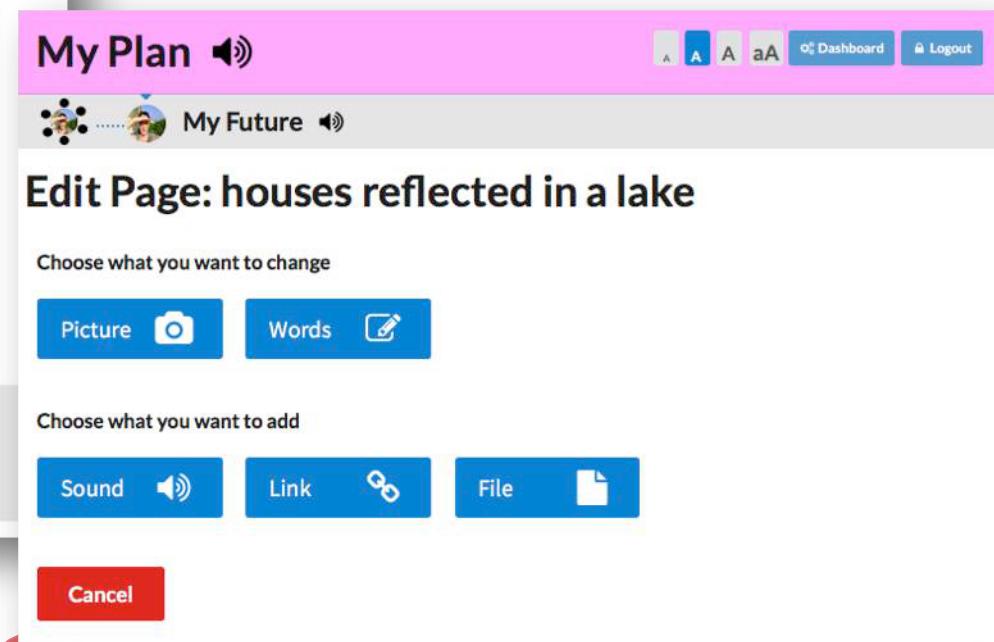 My Plan
A A A aA Dashboard Logout
My Future
Edit Page: houses reflected in a lake
Choose what you want to change
Picture Words
Choose what you want to add
Sound Link File
Cancel